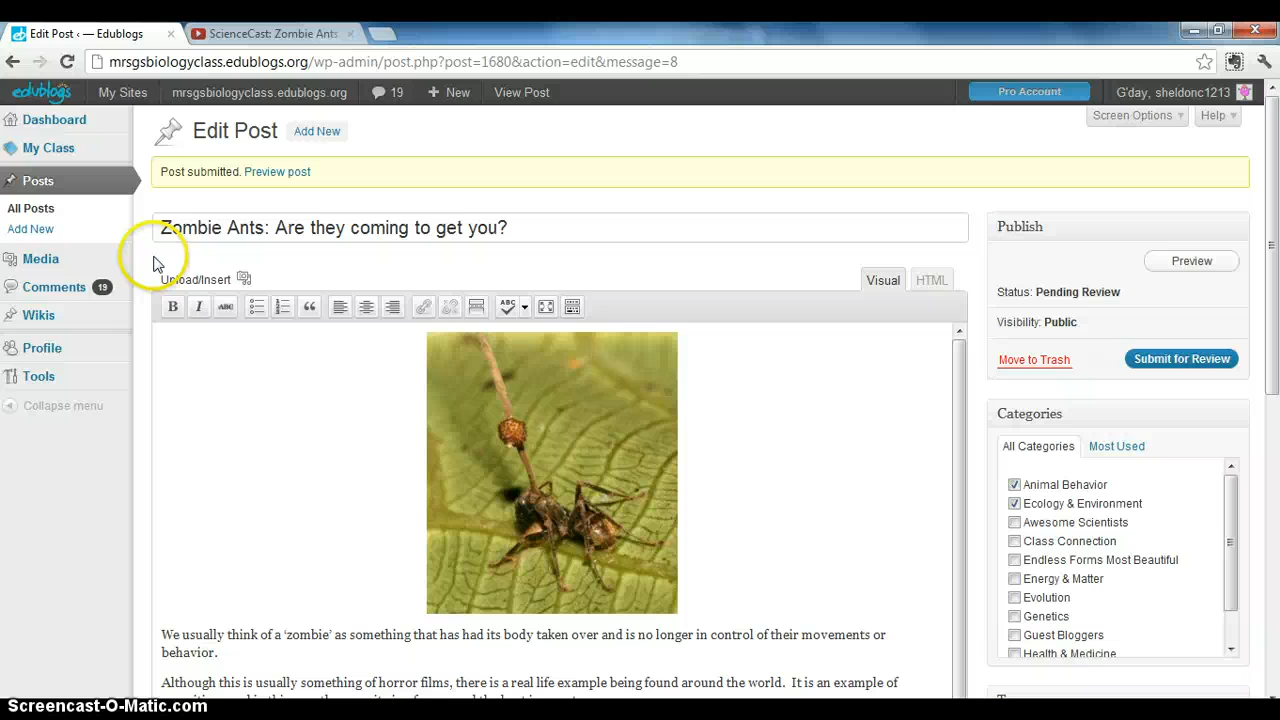 Edit Post ‹ — Edublogs
ScienceCast: Zombie Ants
mrsgsbiologyclass.edublogs.org/wp-admin/post.php?post=1680&action=edit&message=8
edublogs My Sites mrsgsbiologyclass.edublogs.org 19 + New View Post Pro Account G'day, sheldonc1213
Screen Options Help
Dashboard
My Class
Posts
All Posts
Add New
Media
Comments 19
Wikis
Profile
Tools
Collapse menu
Edit Post Add New
Post submitted. Preview post
Zombie Ants: Are they coming to get you?
Upload/Insert
Visual HTML
B I ABC ABC
We usually think of a ‘zombie’ as something that has had its body taken over and is no longer in control of their movements or
behavior.
Although this is usually something of horror films, there is a real life example being found around the world. It is an example of
Publish
Preview
Status: Pending Review
Visibility: Public
Move to Trash Submit for Review
Categories
All Categories Most Used
Animal Behavior
Ecology & Environment
Awesome Scientists
Class Connection
Endless Forms Most Beautiful
Energy & Matter
Evolution
Genetics
Guest Bloggers
Health & Medicine
Screencast-O-Matic.com